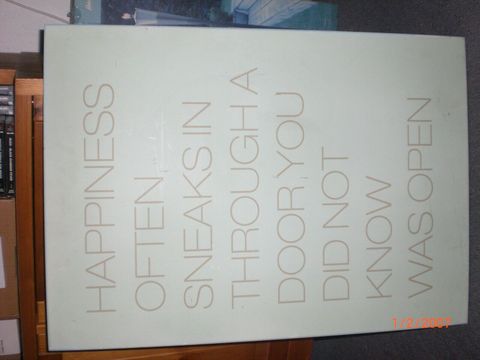 HAPPINESS
OFTEN
SNEAKS IN
THROUGH A
DOOR YOU
DID NOT
KNOW
WAS OPEN
1/2/2007